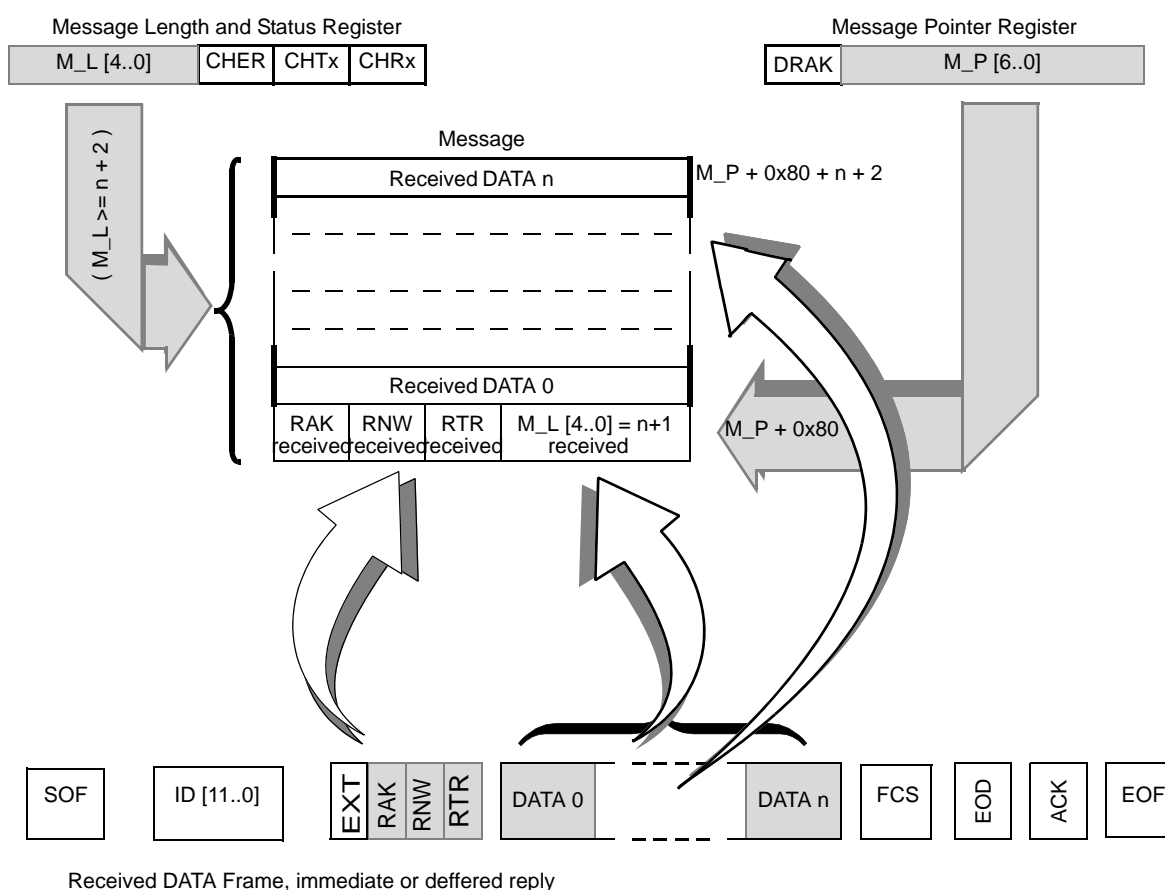 Message Length and Status Register
Message Pointer Register
M_L [4..0]
CHER
CHTx
CHRx
DRAK
M_P [6..0]
( M_L >= n + 2 )
Message
Received DATA n
M_P + 0x80 + n + 2
Received DATA 0
RAK
received
RNW
received
RTR
received
M_L [4..0] = n+1
received
M_P + 0x80
SOF
ID [11..0]
EXT
RAK
RNW
RTR
DATA 0
DATA n
FCS
EOD
ACK
EOF
Received DATA Frame, immediate or deffered reply